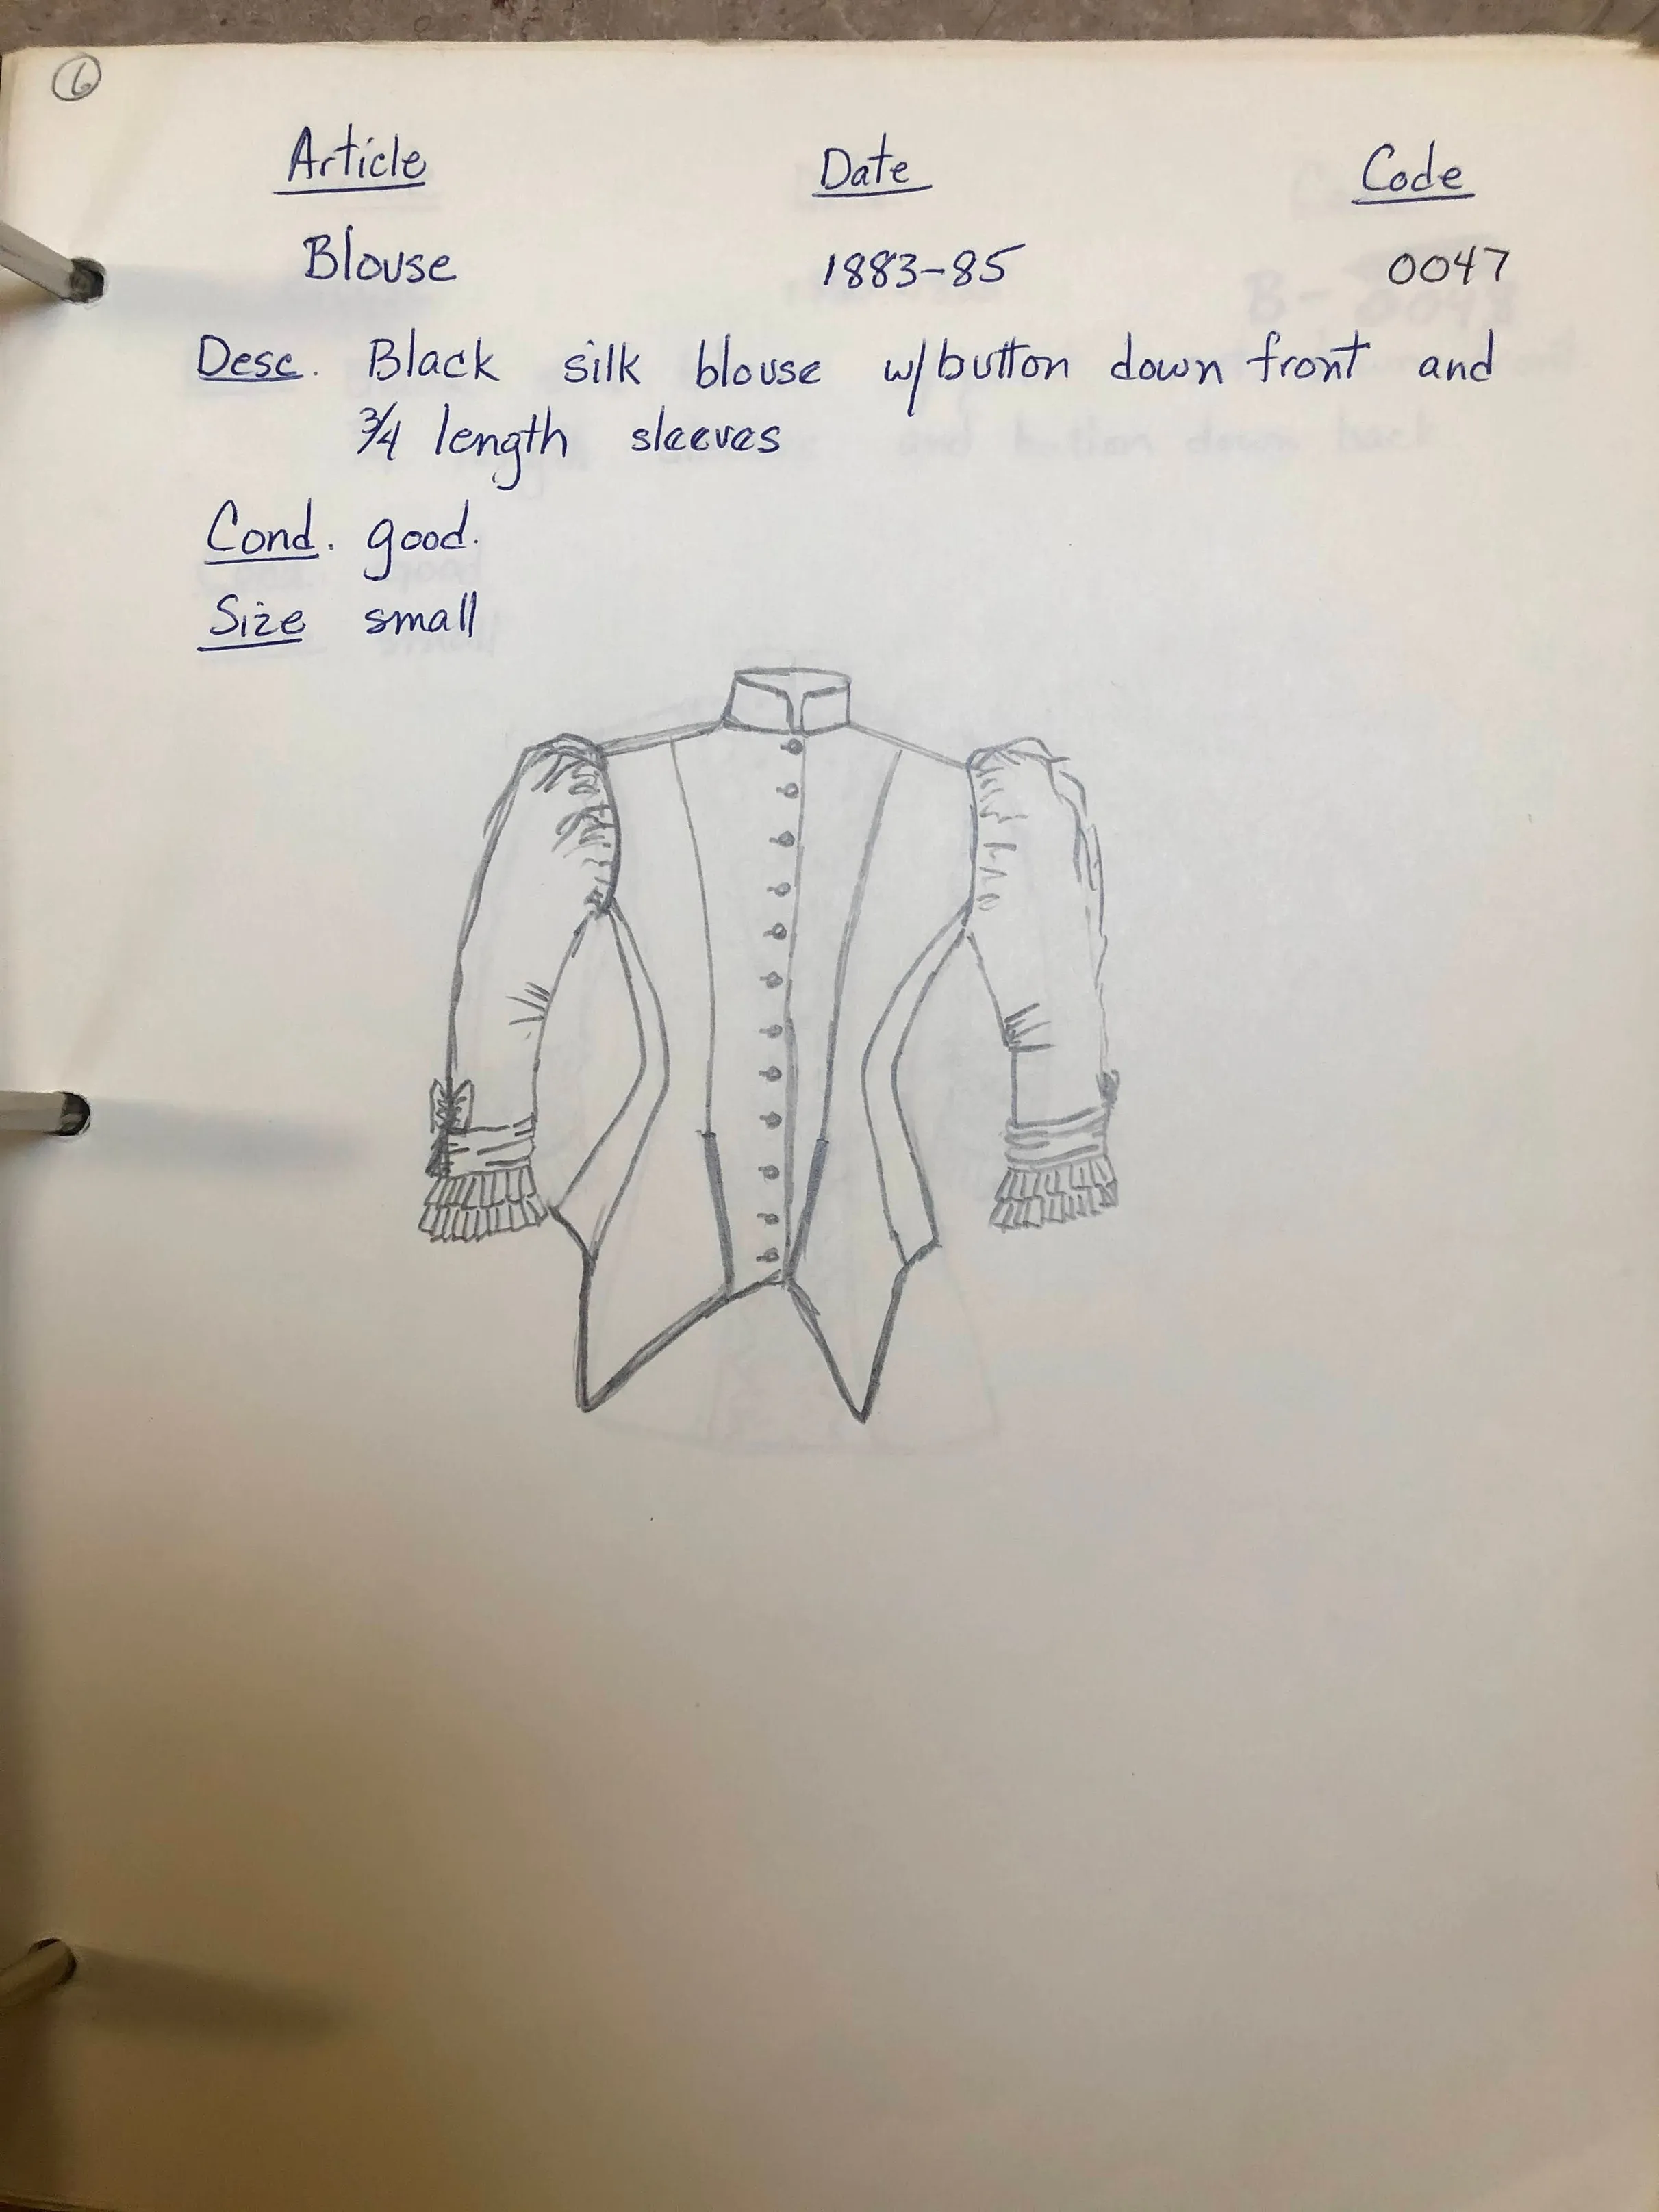 6
Article Date Code
Blouse 1883-85 0047
Desc. Black silk blouse w/button down front and
3/4 length sleeves
Cond. good.
Size small